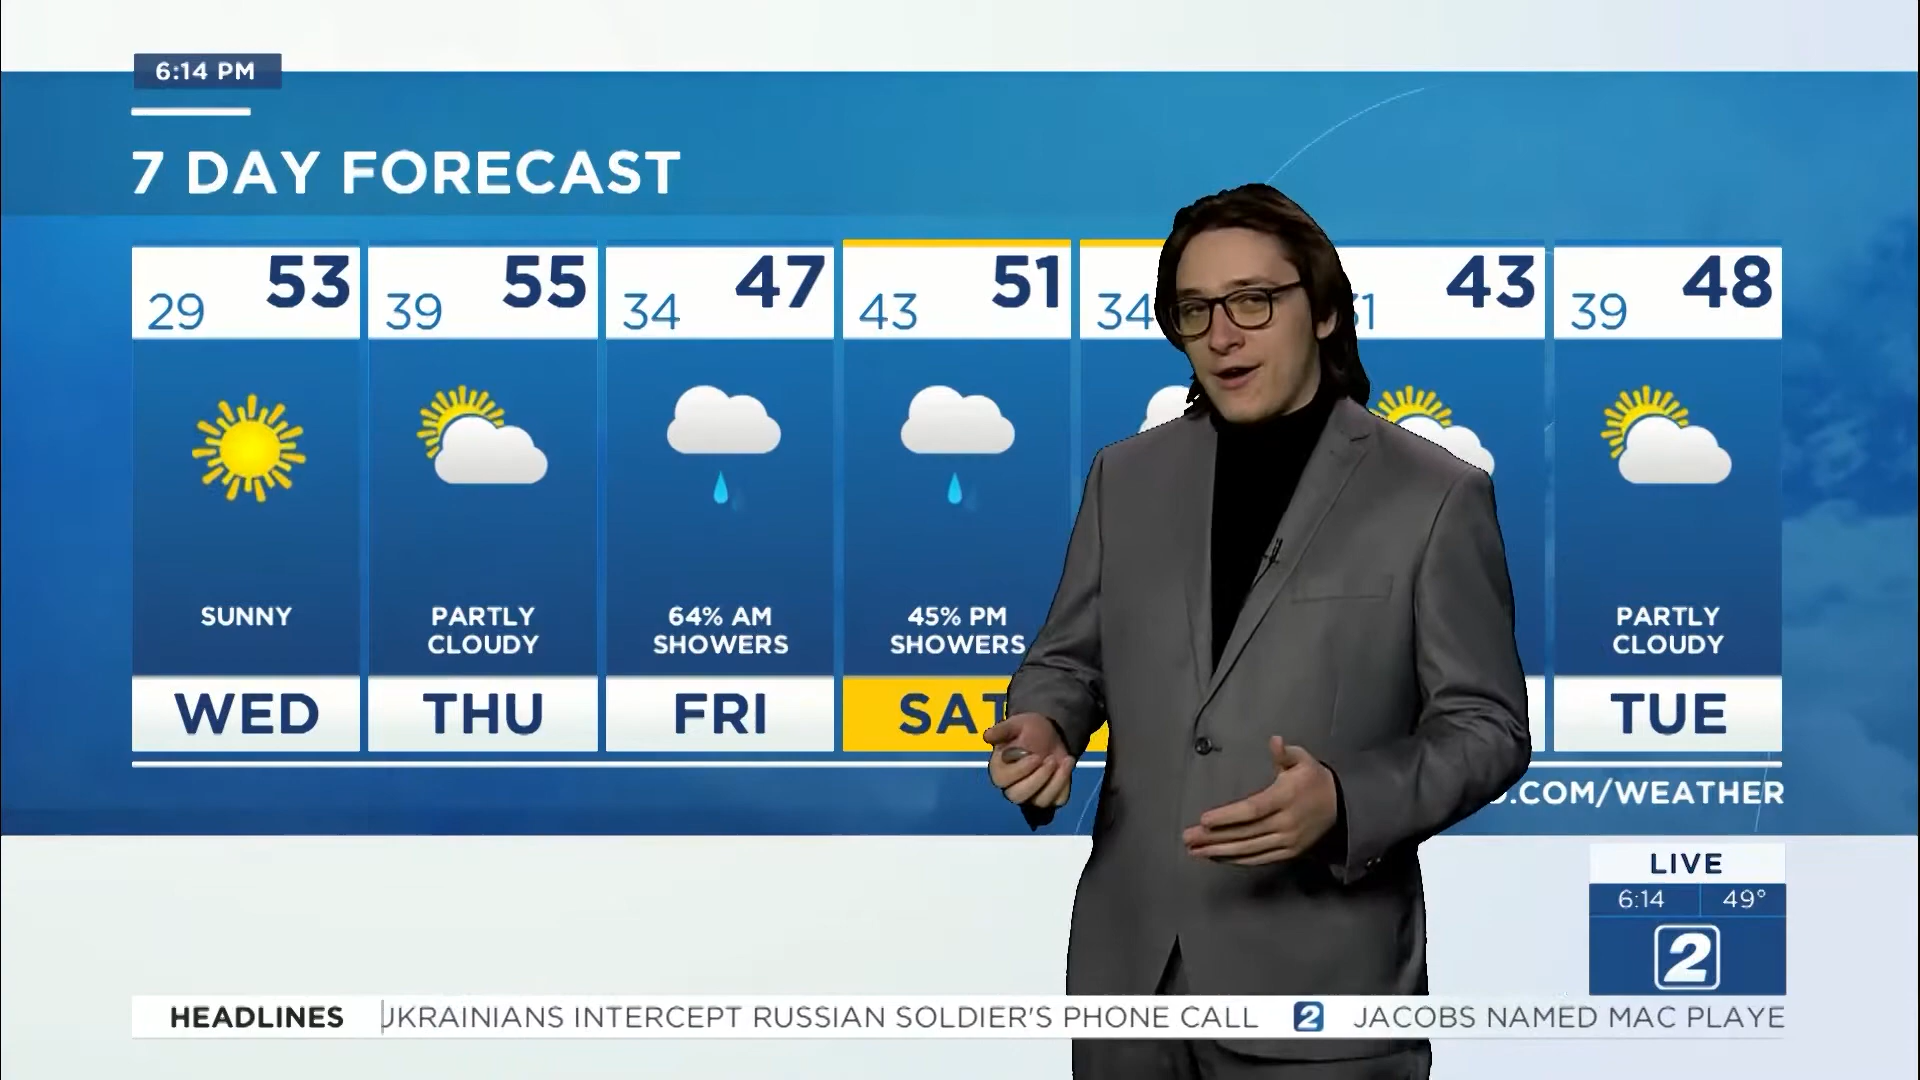 6:14 PM
7 DAY FORECAST
29 53 39 55 34 47 43 51 34 43 39 48
SUNNY
PARTLY CLOUDY
64% AM SHOWERS
45% PM SHOWERS
PARTLY CLOUDY
WED THU FRI SAT TUE
.COM/WEATHER
LIVE
6:14 49°
2
HEADLINES UKRAINIANS INTERCEPT RUSSIAN SOLDIER'S PHONE CALL 2 JACOBS NAMED MAC PLAYE